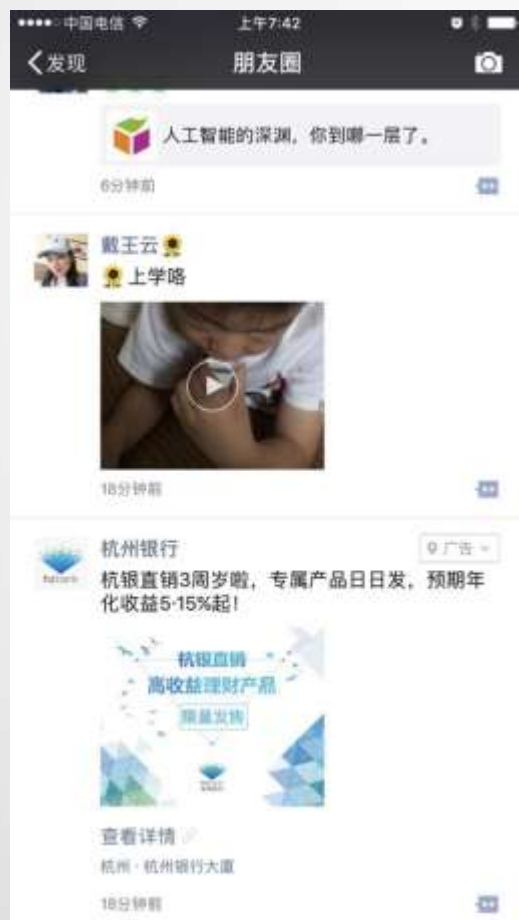 中国电信
上午7:42
发现
朋友圈
人工智能的深渊，你到哪一层了。
6分钟前
戴王云
上学咯
18分钟前
杭州银行
广告
杭银直销3周岁啦，专属产品日日发，预期年
化收益5·15%起！
杭银直销
高收益理财产品
限量发售
查看详情
杭州·杭州银行大厦
18分钟前